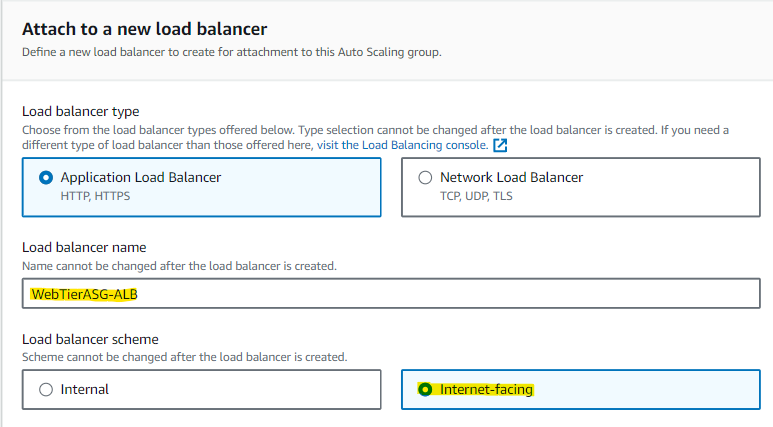 Attach to a new load balancer
Define a new load balancer to create for attachment to this Auto Scaling group.
Load balancer type
Choose from the load balancer types offered below. Type selection cannot be changed after the load balancer is created. If you need a
different type of load balancer than those offered here, visit the Load Balancing console.
Application Load Balancer
HTTP, HTTPS
Network Load Balancer
TCP, UDP, TLS
Load balancer name
Name cannot be changed after the load balancer is created.
WebTierASG-ALB
Load balancer scheme
Scheme cannot be changed after the load balancer is created.
Internal
Internet-facing